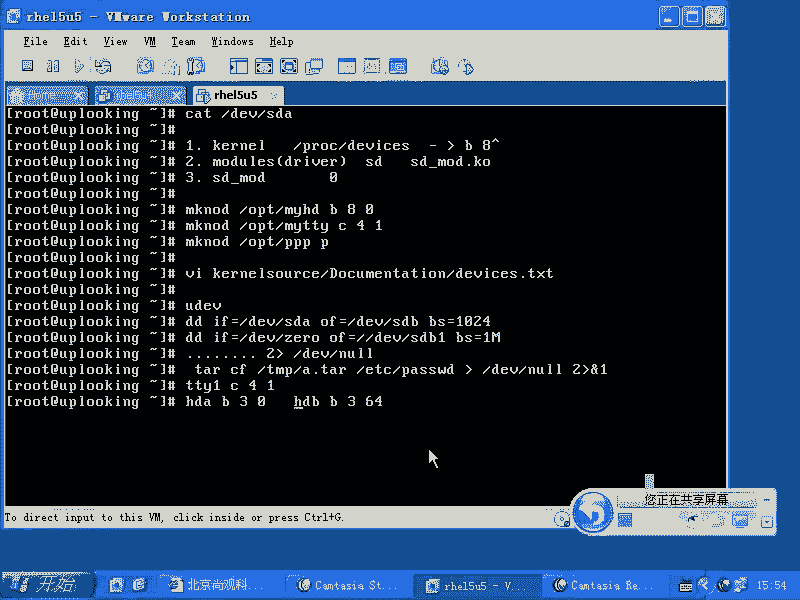 rhel5u5 - VMware Workstation
File Edit View VM Team Windows Help
Home rhel5u4 rhel5u5
[root@uplooking ~]# cat /dev/sda
[root@uplooking ~]#
[root@uplooking ~]# 1. kernel /proc/devices - > b 8^
[root@uplooking ~]# 2. modules(driver) sd sd_mod.ko
[root@uplooking ~]# 3. sd_mod 0
[root@uplooking ~]#
[root@uplooking ~]# mknod /opt/myhd b 8 0
[root@uplooking ~]# mknod /opt/mytty c 4 1
[root@uplooking ~]# mknod /opt/ppp p
[root@uplooking ~]#
[root@uplooking ~]# vi kernelsource/Documentation/devices.txt
[root@uplooking ~]#
[root@uplooking ~]# udev
[root@uplooking ~]# dd if=/dev/sda of=/dev/sdb bs=1024
[root@uplooking ~]# dd if=/dev/zero of=//dev/sdb1 bs=1M
[root@uplooking ~]# ........ 2> /dev/null
[root@uplooking ~]# tar cf /tmp/a.tar /etc/passwd > /dev/null 2>&1
[root@uplooking ~]# tty1 c 4 1
[root@uplooking ~]# hda b 3 0 hdb b 3 64
您正在共享屏幕
To direct input to this VM, click inside or press Ctrl+G.
开始 北京尚观科... Camtasia St... rhel5u5 - V... Camtasia Re... 15:54